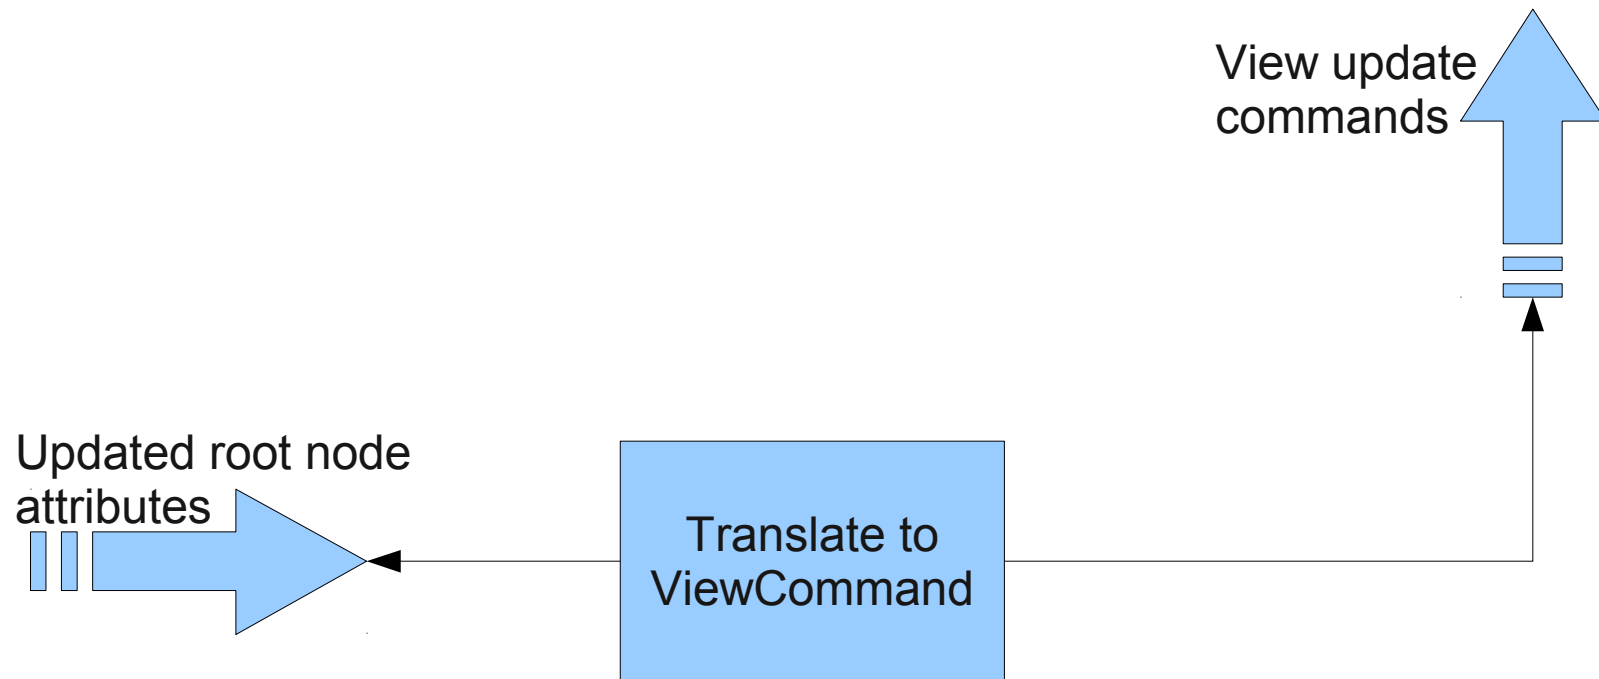 View update
commands
Updated root node
attributes
Translate to
ViewCommand